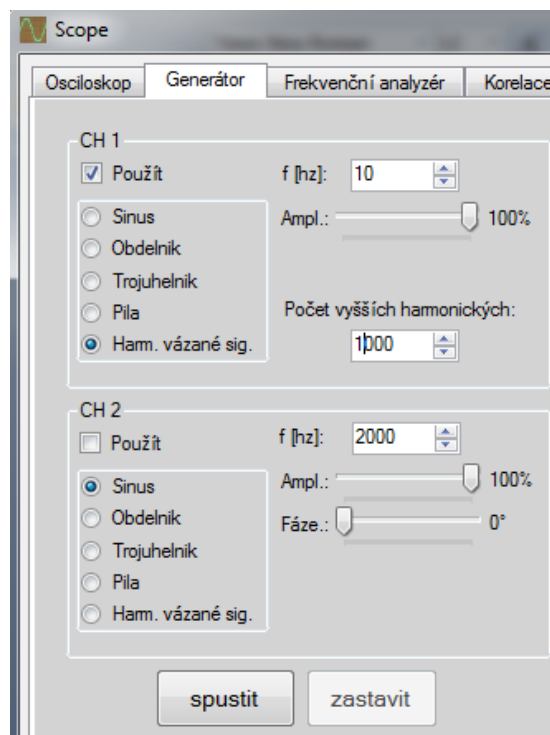 Scope
Osciloskop Generátor Frekvenční analyzér Korelace
CH 1
Použít f [hz]: 10
Sinus Ampl.: 100%
Obdelnik
Trojuhelnik
Pila Počet vyšších harmonických:
Harm. vázané sig. 1000
CH 2
Použít f [hz]: 2000
Sinus Ampl.: 100%
Obdelnik Fáze.: 0°
Trojuhelnik
Pila
Harm. vázané sig.
spustit zastavit